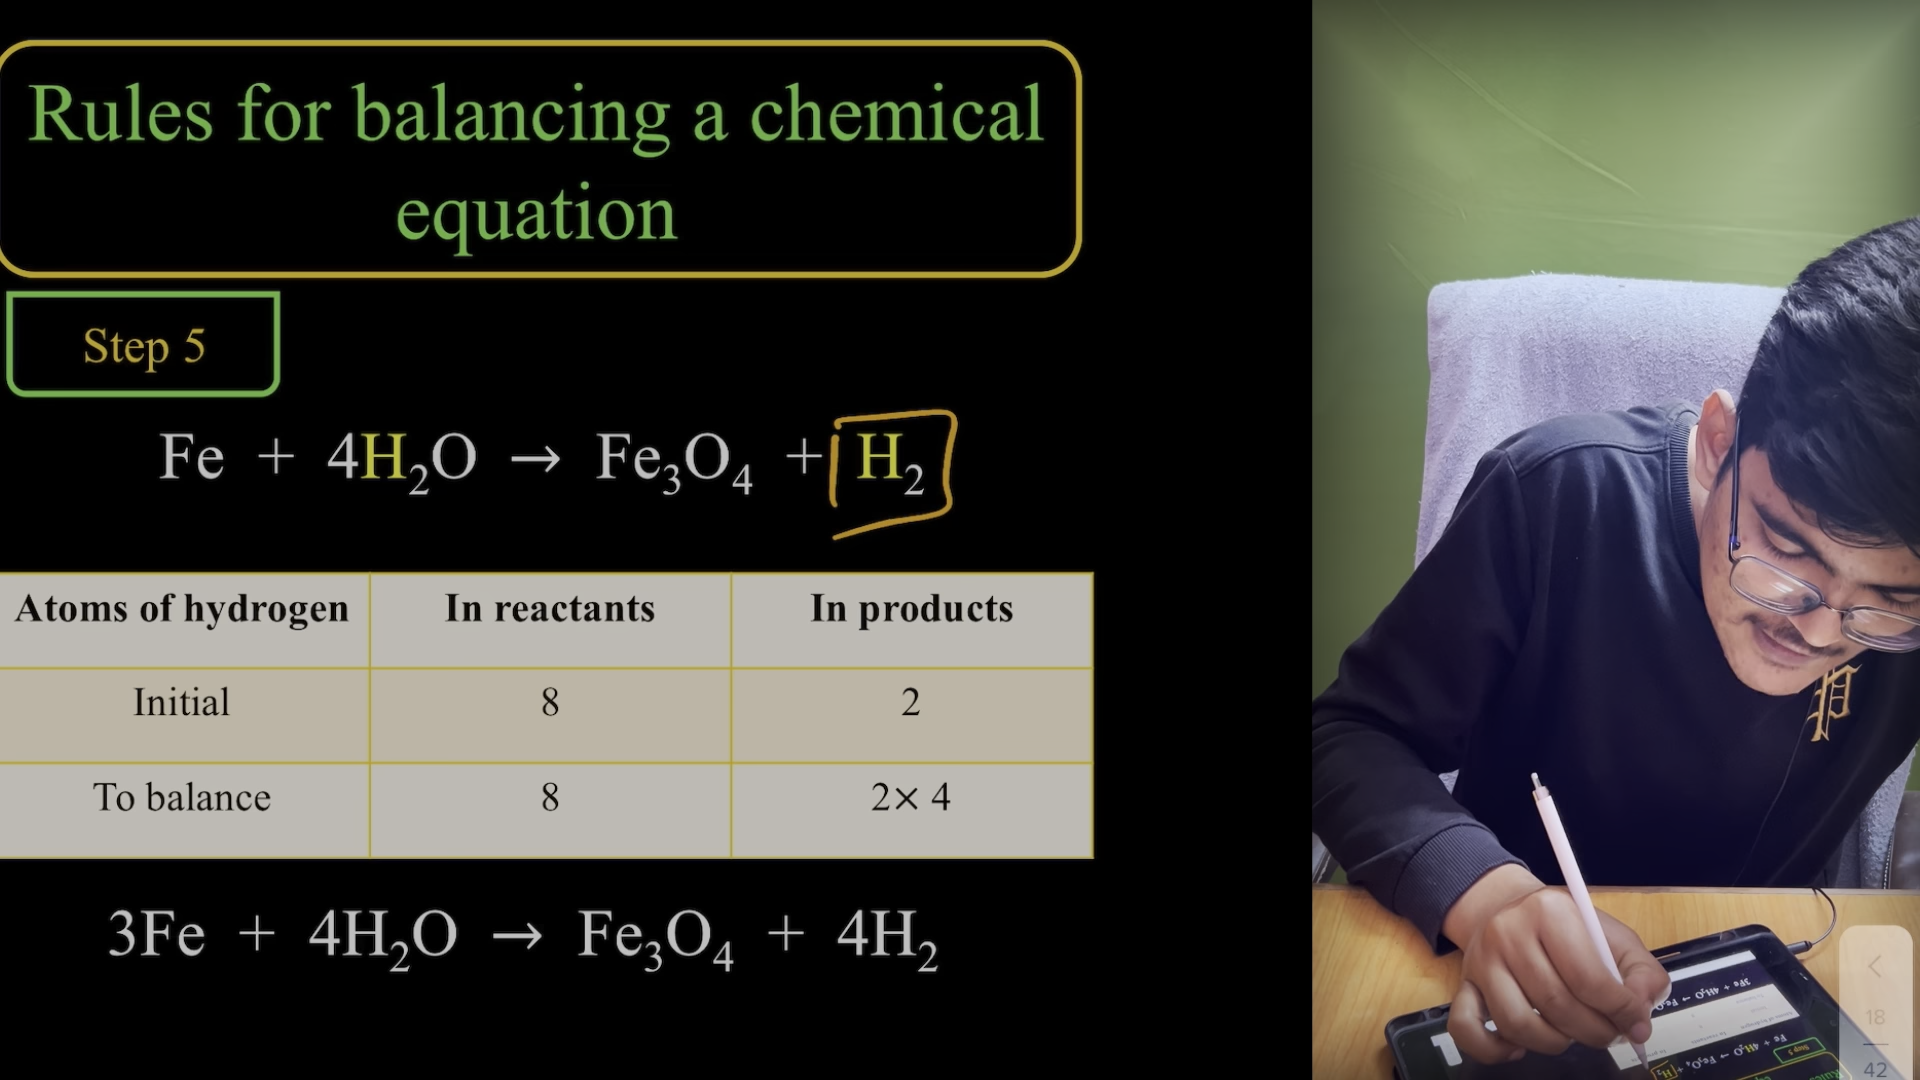 Rules for balancing a chemical
equation
Step 5
Fe + 4H₂O → Fe₃O₄ + H₂
Atoms of hydrogen In reactants In products
Initial 8 2
To balance 8 2× 4
3Fe + 4H₂O → Fe₃O₄ + 4H₂
18
42